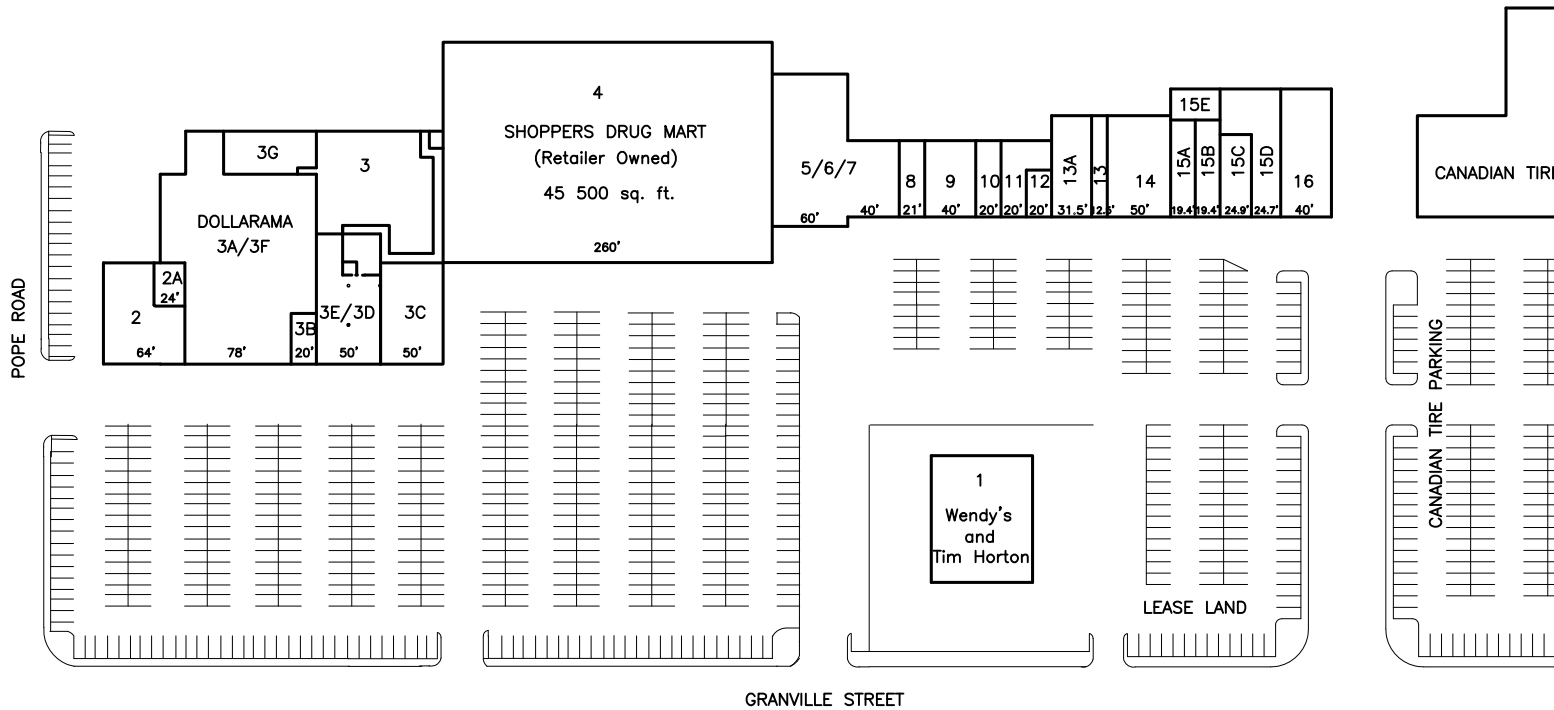 4
SHOPPERS DRUG MART
(Retailer Owned)
45 500 sq. ft.
260'
3G
3
DOLLARAMA
3A/3F
2A
24'
2
64'
78'
3B
20'
3E/3D
50'
3C
50'
5/6/7
60'
40'
8
21'
9
40'
10
20'
11
20'
12
20'
13A
31.5'
13
12.5'
14
50'
15E
15A
19.4'
15B
19.4'
15C
24.9'
15D
24.7'
16
40'
CANADIAN TIRE
POPE ROAD
CANADIAN TIRE PARKING
1
Wendy's
and
Tim Horton
LEASE LAND
GRANVILLE STREET